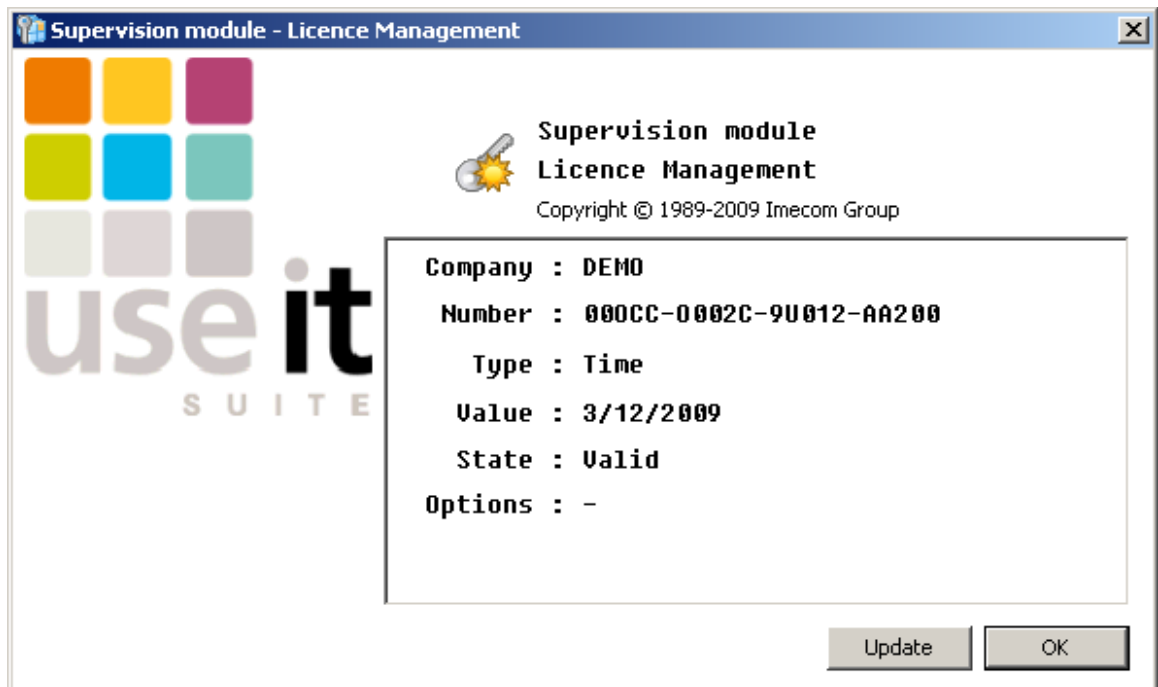 Supervision module - Licence Management
Supervision module
Licence Management
Copyright © 1989-2009 Imecom Group
use it
SUITE
Company : DEMO
Number : 00OCC-O002C-9U012-AA200
Type : Time
Value : 3/12/2009
State : Valid
Options : -
Update
OK